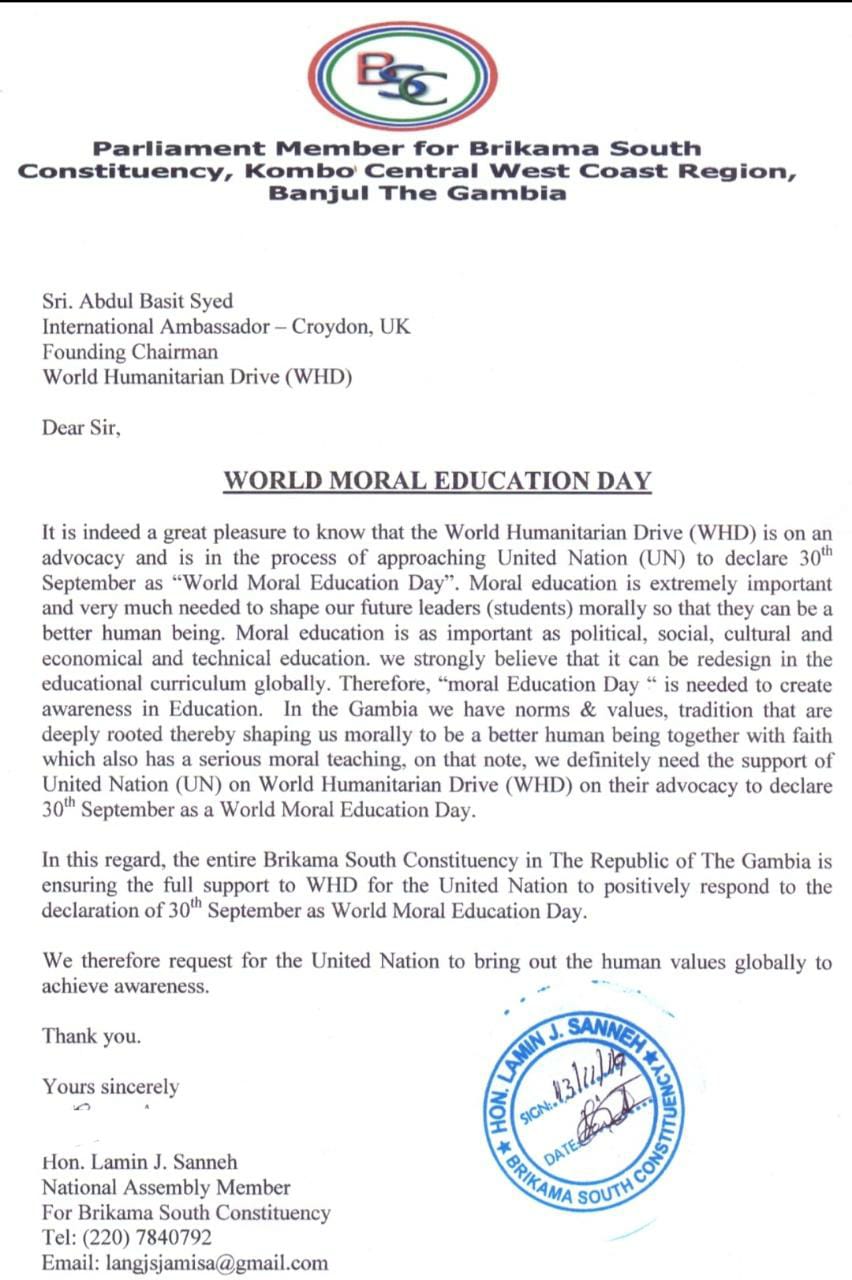 BSC
Parliament Member for Brikama South
Constituency, Kombo Central West Coast Region,
Banjul The Gambia
Sri. Abdul Basit Syed
International Ambassador – Croydon, UK
Founding Chairman
World Humanitarian Drive (WHD)
Dear Sir,
WORLD MORAL EDUCATION DAY
It is indeed a great pleasure to know that the World Humanitarian Drive (WHD) is on an
advocacy and is in the process of approaching United Nation (UN) to declare 30th
September as “World Moral Education Day”. Moral education is extremely important
and very much needed to shape our future leaders (students) morally so that they can be a
better human being. Moral education is as important as political, social, cultural and
economical and technical education. we strongly believe that it can be redesign in the
educational curriculum globally. Therefore, “moral Education Day “ is needed to create
awareness in Education. In the Gambia we have norms & values, tradition that are
deeply rooted thereby shaping us morally to be a better human being together with faith
which also has a serious moral teaching, on that note, we definitely need the support of
United Nation (UN) on World Humanitarian Drive (WHD) on their advocacy to declare
30th September as a World Moral Education Day.
In this regard, the entire Brikama South Constituency in The Republic of The Gambia is
ensuring the full support to WHD for the United Nation to positively respond to the
declaration of 30th September as World Moral Education Day.
We therefore request for the United Nation to bring out the human values globally to
achieve awareness.
Thank you.
Yours sincerely
HON. LAMIN J. SANNEH
SIGN:
DATE
BRIKAMA SOUTH CONSTITUENCY
Hon. Lamin J. Sanneh
National Assembly Member
For Brikama South Constituency
Tel: (220) 7840792
Email: langjsjamisa@gmail.com